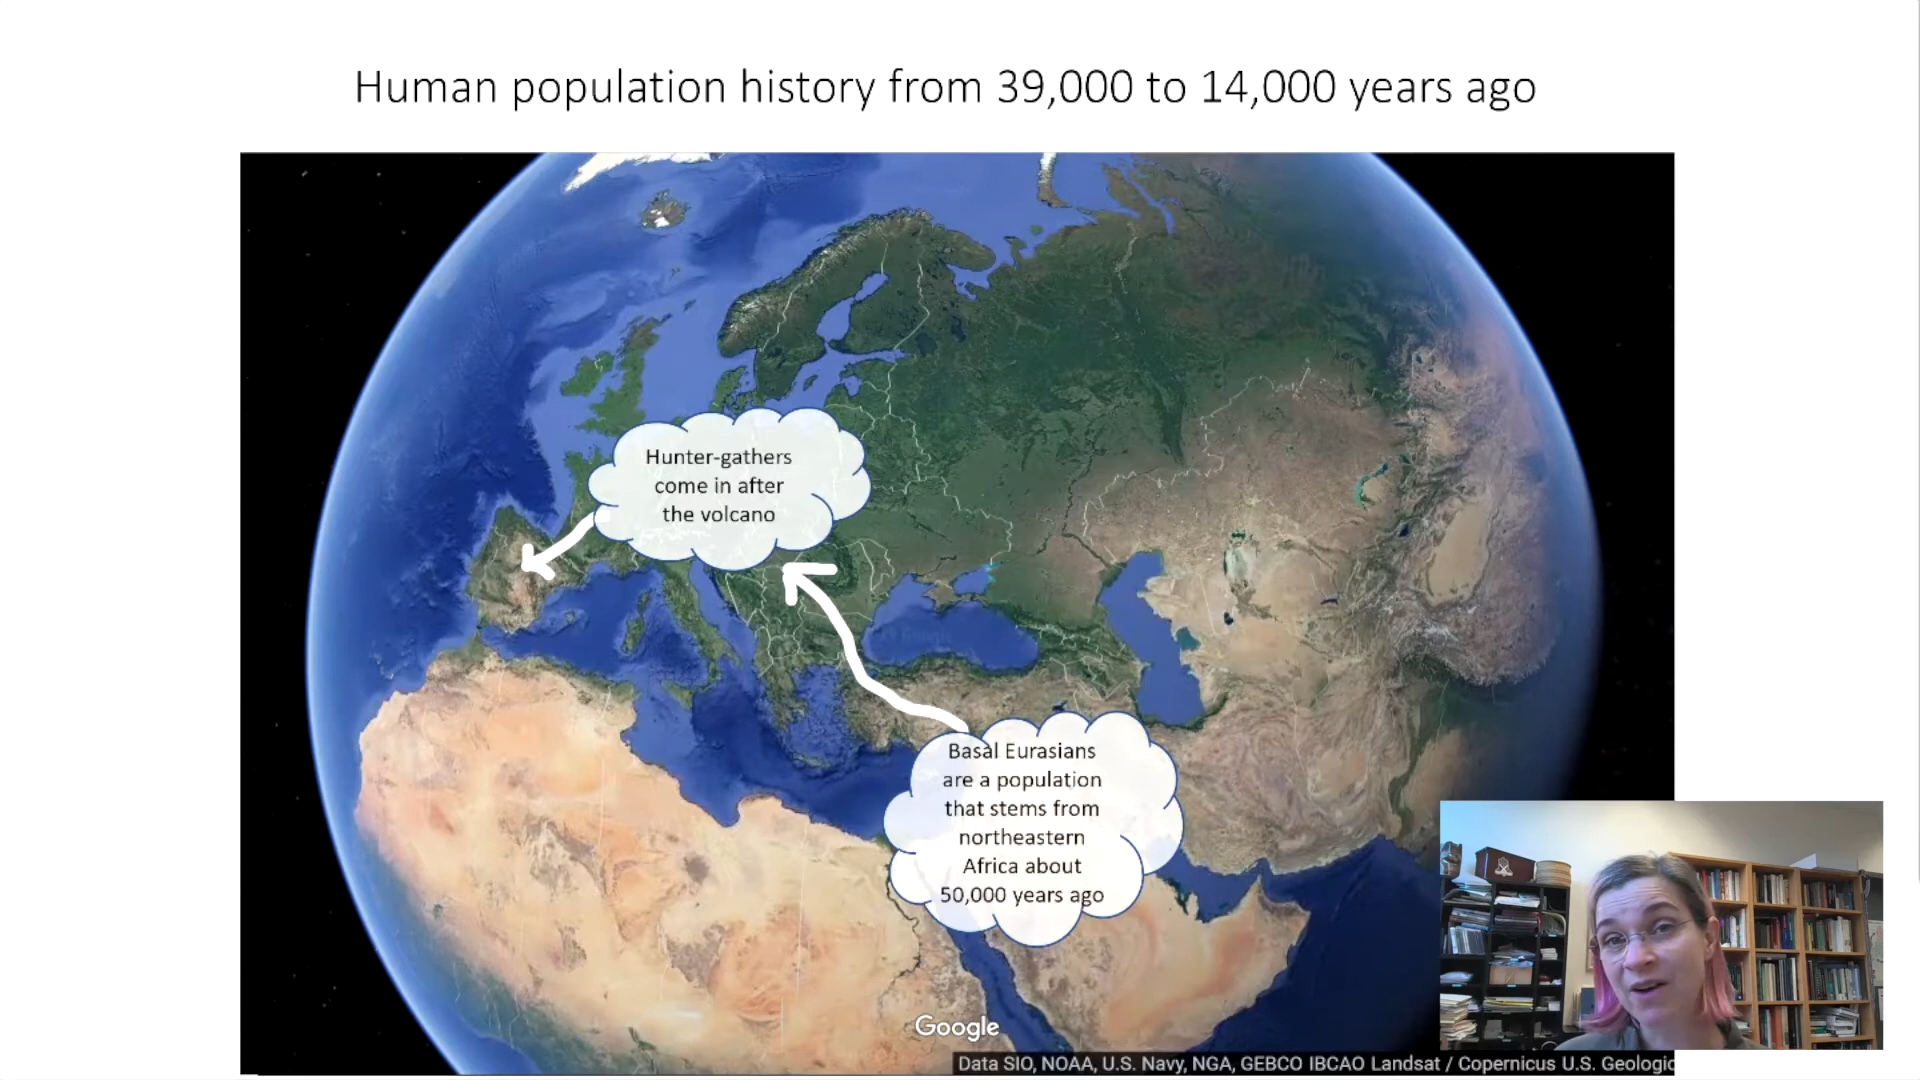 Human population history from 39,000 to 14,000 years ago
Hunter-gathers
come in after
the volcano
Basal Eurasians
are a population
that stems from
northeastern
Africa about
50,000 years ago
Google
Data SIO, NOAA, U.S. Navy, NGA, GEBCO IBCAO Landsat / Copernicus U.S. Geologic